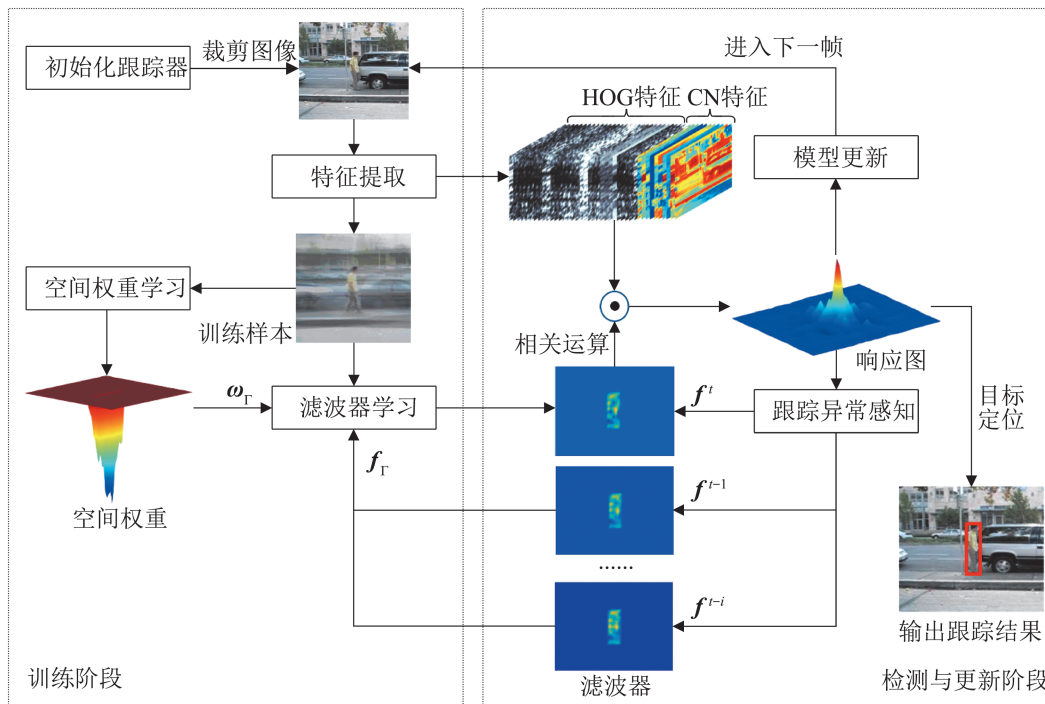 初始化跟踪器
裁剪图像
进入下一帧
HOG特征 CN特征
特征提取
模型更新
空间权重学习
训练样本
相关运算
响应图
ω_Γ
滤波器学习
f^t
跟踪异常感知
目标
定位
f_Γ
f^{t-1}
空间权重
......
f^{t-i}
输出跟踪结果
训练阶段
滤波器
检测与更新阶段